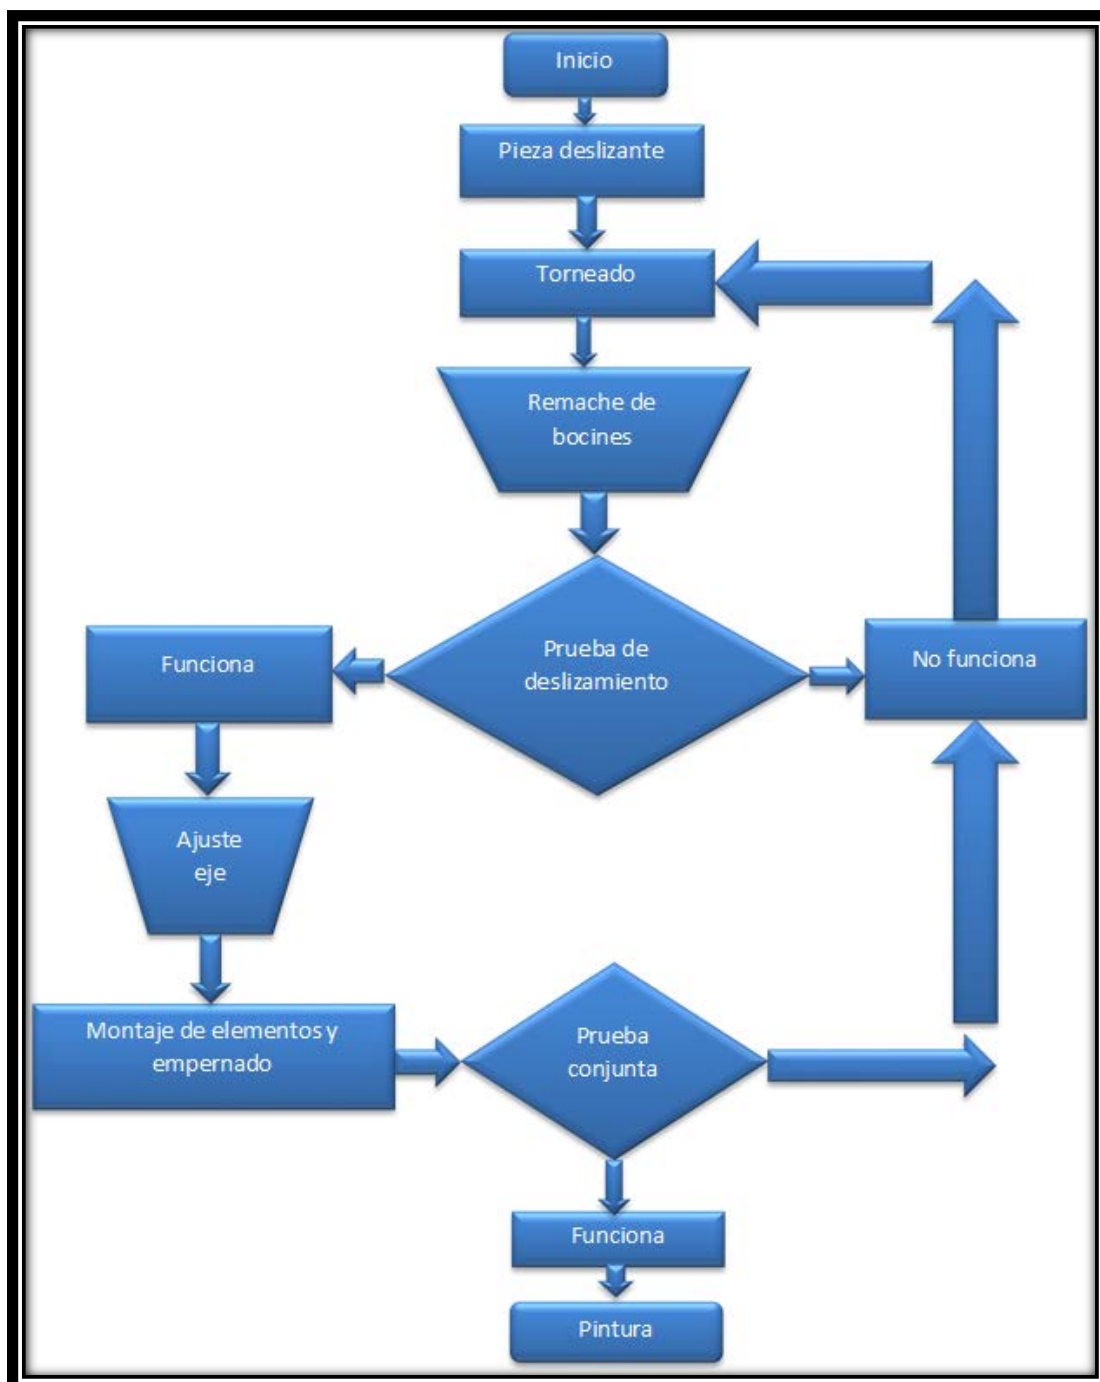 Inicio
Pieza deslizante
Torneado
Remache de
bocines
Prueba de
deslizamiento
Funciona
No funciona
Ajuste
eje
Montaje de elementos y
empernado
Prueba
conjunta
Funciona
Pintura